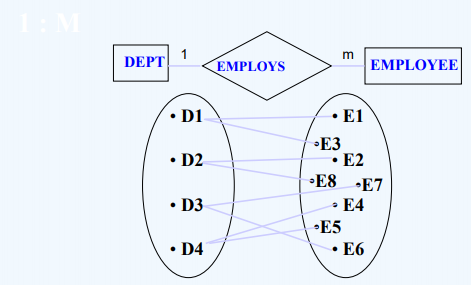 1 : M
DEPT 1 EMPLOYS m EMPLOYEE
D1 E1
E3
D2 E2
E8 E7
D3 E4
E5
D4 E6